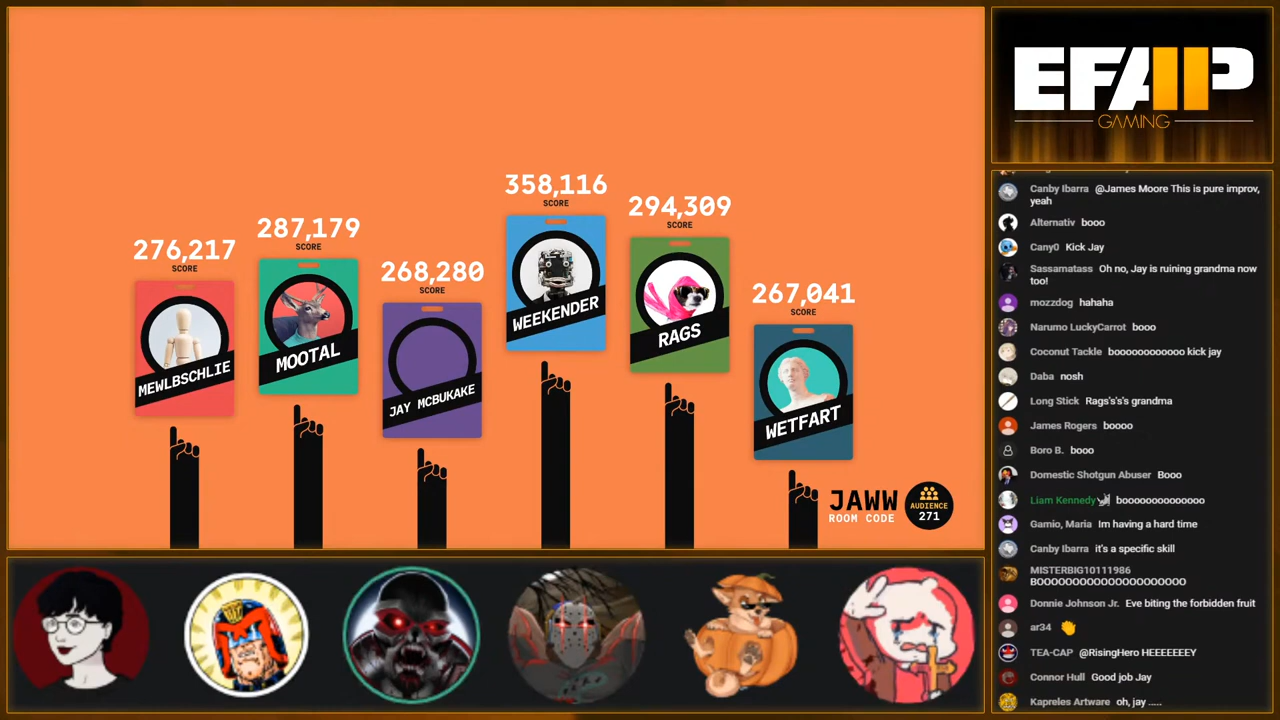 358,116
SCORE
294,309
SCORE
287,179
SCORE
276,217
SCORE
268,280
SCORE
267,041
SCORE
MEWLBSCHLIE
MOOTAL
JAY MCBUKAKE
WEEKENDER
RAGS
WETFART
JAWW
ROOM CODE
AUDIENCE
271
EFAP
GAMING
Canby Ibarra @James Moore This is pure improv,
yeah
Alternativ booo
Cany0 Kick Jay
Sassamatass Oh no, Jay is ruining grandma now
too!
mozzdog hahaha
Narumo LuckyCarrot booo
Coconut Tackle boooooooooooo kick jay
Daba nosh
Long Stick Rags's's's grandma
James Rogers boooo
Boro B. booo
Domestic Shotgun Abuser Booo
Liam Kennedy boooooooooooooo
Gamio, Maria Im having a hard time
Canby Ibarra it's a specific skill
MISTERBIG10111986
BOOOOOOOOOOOOOOOOOOOOO
Donnie Johnson Jr. Eve biting the forbidden fruit
ar34 👏
TEA-CAP @RisingHero HEEEEEEY
Connor Hull Good job Jay
Kapreles Artware oh, jay .....